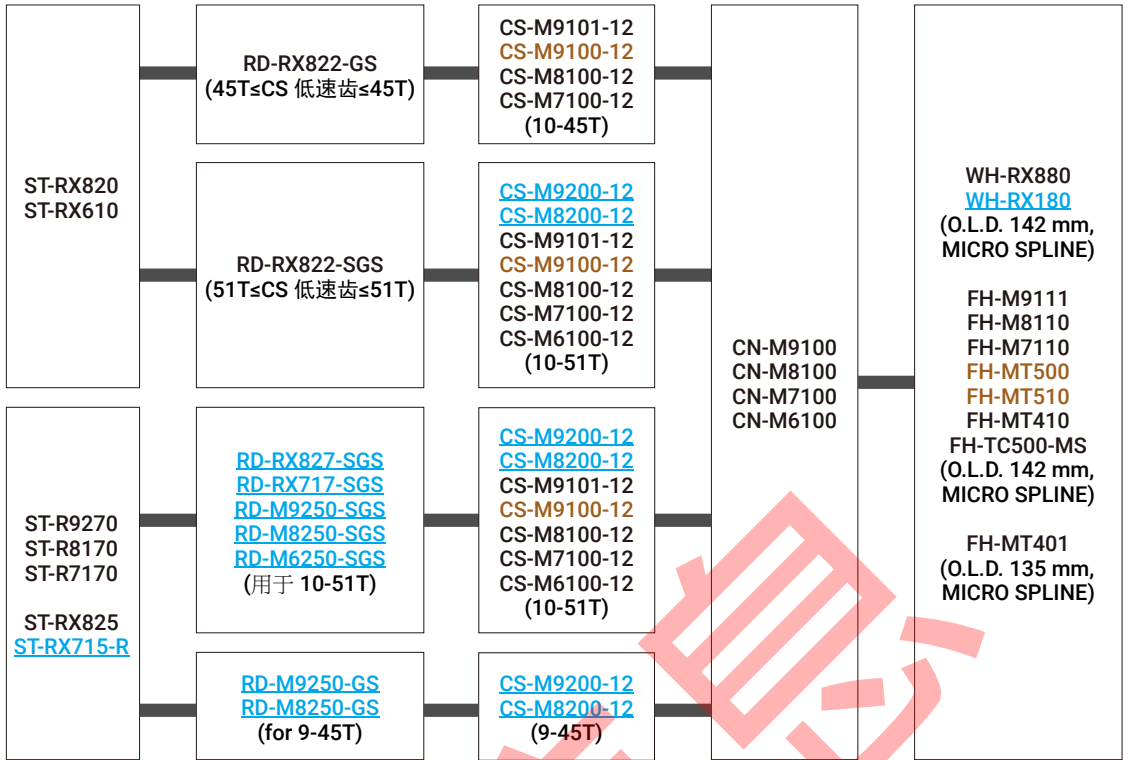 ST-RX820
ST-RX610
RD-RX822-GS
(45T≤CS 低速齿≤45T)
CS-M9101-12
CS-M9100-12
CS-M8100-12
CS-M7100-12
(10-45T)
RD-RX822-SGS
(51T≤CS 低速齿≤51T)
CS-M9200-12
CS-M8200-12
CS-M9101-12
CS-M9100-12
CS-M8100-12
CS-M7100-12
CS-M6100-12
(10-51T)
ST-R9270
ST-R8170
ST-R7170
ST-RX825
ST-RX715-R
RD-RX827-SGS
RD-RX717-SGS
RD-M9250-SGS
RD-M8250-SGS
RD-M6250-SGS
(用于 10-51T)
CS-M9200-12
CS-M8200-12
CS-M9101-12
CS-M9100-12
CS-M8100-12
CS-M7100-12
CS-M6100-12
(10-51T)
RD-M9250-GS
RD-M8250-GS
(for 9-45T)
CS-M9200-12
CS-M8200-12
(9-45T)
CN-M9100
CN-M8100
CN-M7100
CN-M6100
WH-RX880
WH-RX180
(O.L.D. 142 mm,
MICRO SPLINE)
FH-M9111
FH-M8110
FH-M7110
FH-MT500
FH-MT510
FH-MT410
FH-TC500-MS
(O.L.D. 142 mm,
MICRO SPLINE)
FH-MT401
(O.L.D. 135 mm,
MICRO SPLINE)